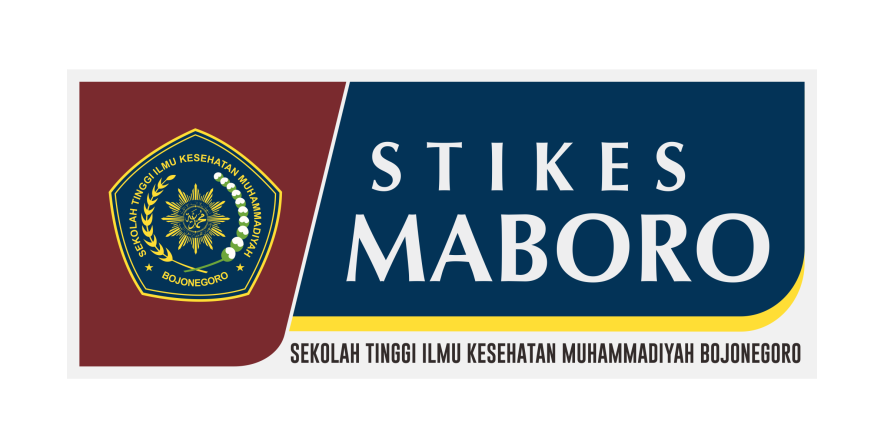 SEKOLAH TINGGI ILMU KESEHATAN MUHAMMADIYAH
BOJONEGORO
STIKES
MABORO
SEKOLAH TINGGI ILMU KESEHATAN MUHAMMADIYAH BOJONEGORO